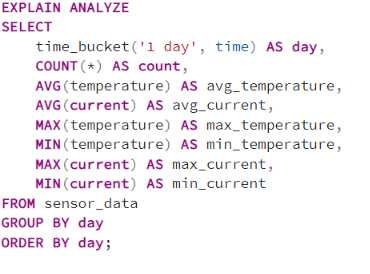 EXPLAIN ANALYZE
SELECT
    time_bucket('1 day', time) AS day,
    COUNT(*) AS count,
    AVG(temperature) AS avg_temperature,
    AVG(current) AS avg_current,
    MAX(temperature) AS max_temperature,
    MIN(temperature) AS min_temperature,
    MAX(current) AS max_current,
    MIN(current) AS min_current
FROM sensor_data
GROUP BY day
ORDER BY day;